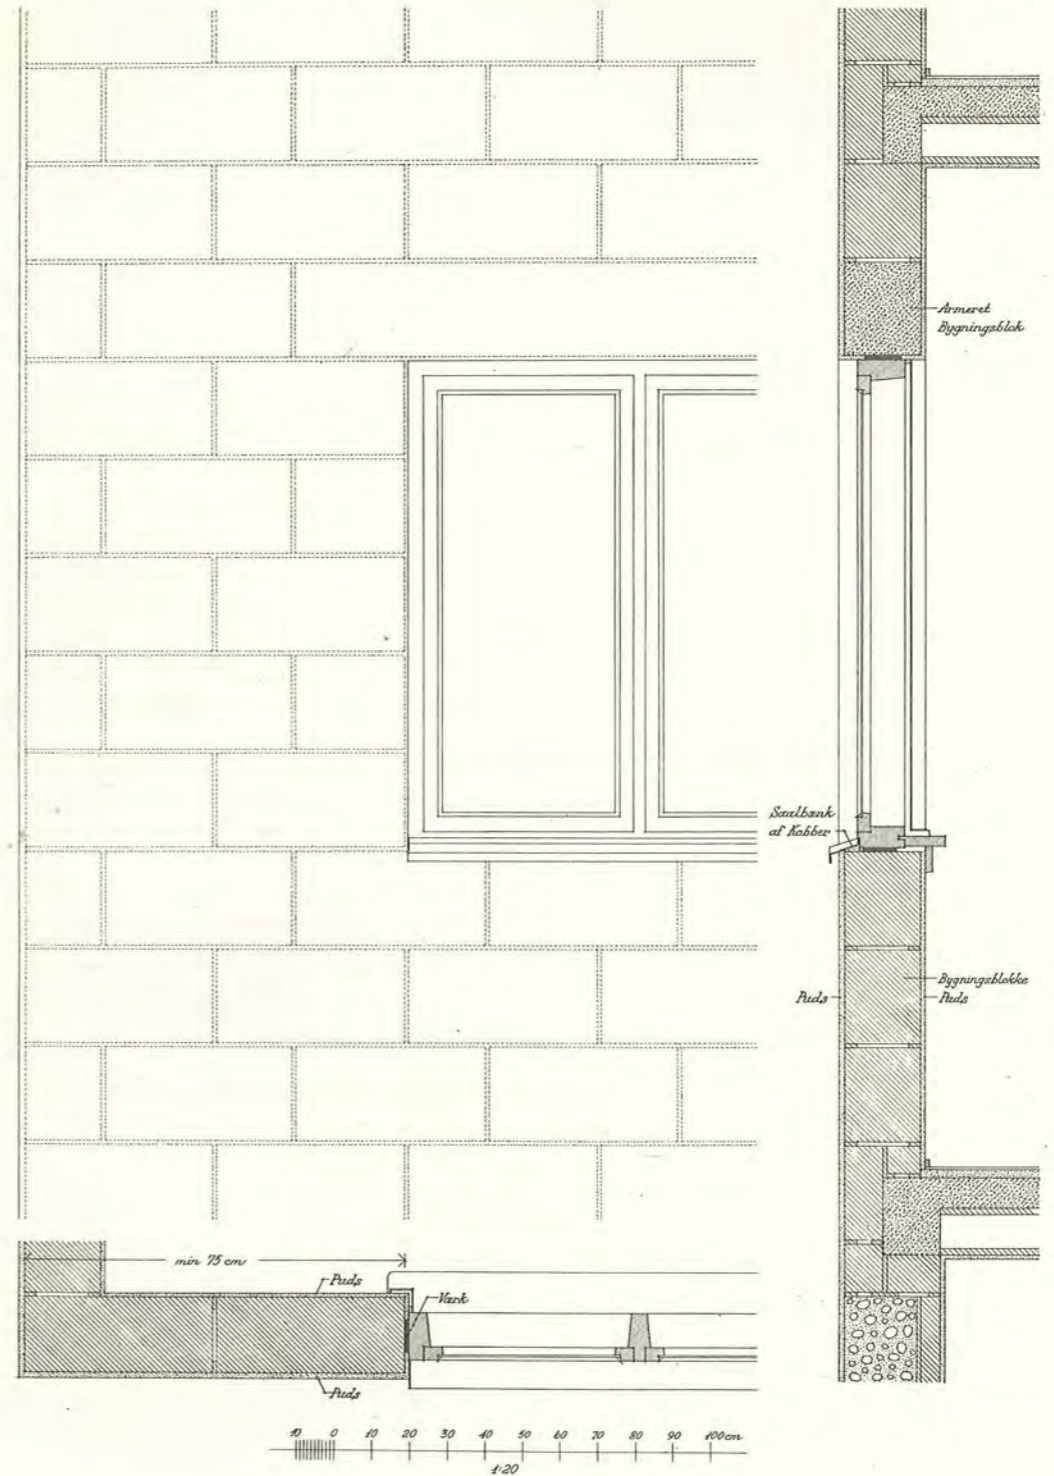 Armeret
Bygningsblok
Saalbænk
af Kobber
Bygningsblokke
Puds
Puds
min 75 cm
Puds
Værk
Puds
10 0 10 20 30 40 50 60 70 80 90 100 cm
1:20